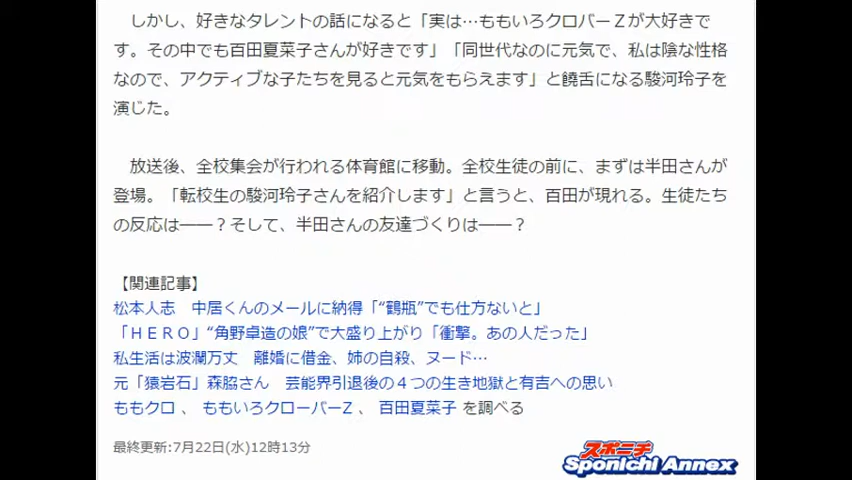 しかし、好きなタレントの話になると「実は…ももいろクロバーＺが大好きで
す。その中でも百田夏菜子さんが好きです」「同世代なのに元気で、私は陰な性格
なので、アクティブな子たちを見ると元気をもらえます」と饒舌になる駿河玲子を
演じた。
放送後、全校集会が行われる体育館に移動。全校生徒の前に、まずは半田さんが
登場。「転校生の駿河玲子さんを紹介します」と言うと、百田が現れる。生徒たち
の反応は――？そして、半田さんの友達づくりは――？
【関連記事】
松本人志　中居くんのメールに納得「“鶴瓶”でも仕方ないと」
「ＨＥＲＯ」“角野卓造の娘”で大盛り上がり「衝撃。あの人だった」
私生活は波瀾万丈　離婚に借金、姉の自殺、ヌード…
元「猿岩石」森脇さん　芸能界引退後の４つの生き地獄と有吉への思い
ももクロ 、 ももいろクローバーZ 、 百田夏菜子 を調べる
最終更新:7月22日(水)12時13分
スポニチ
Sponichi Annex